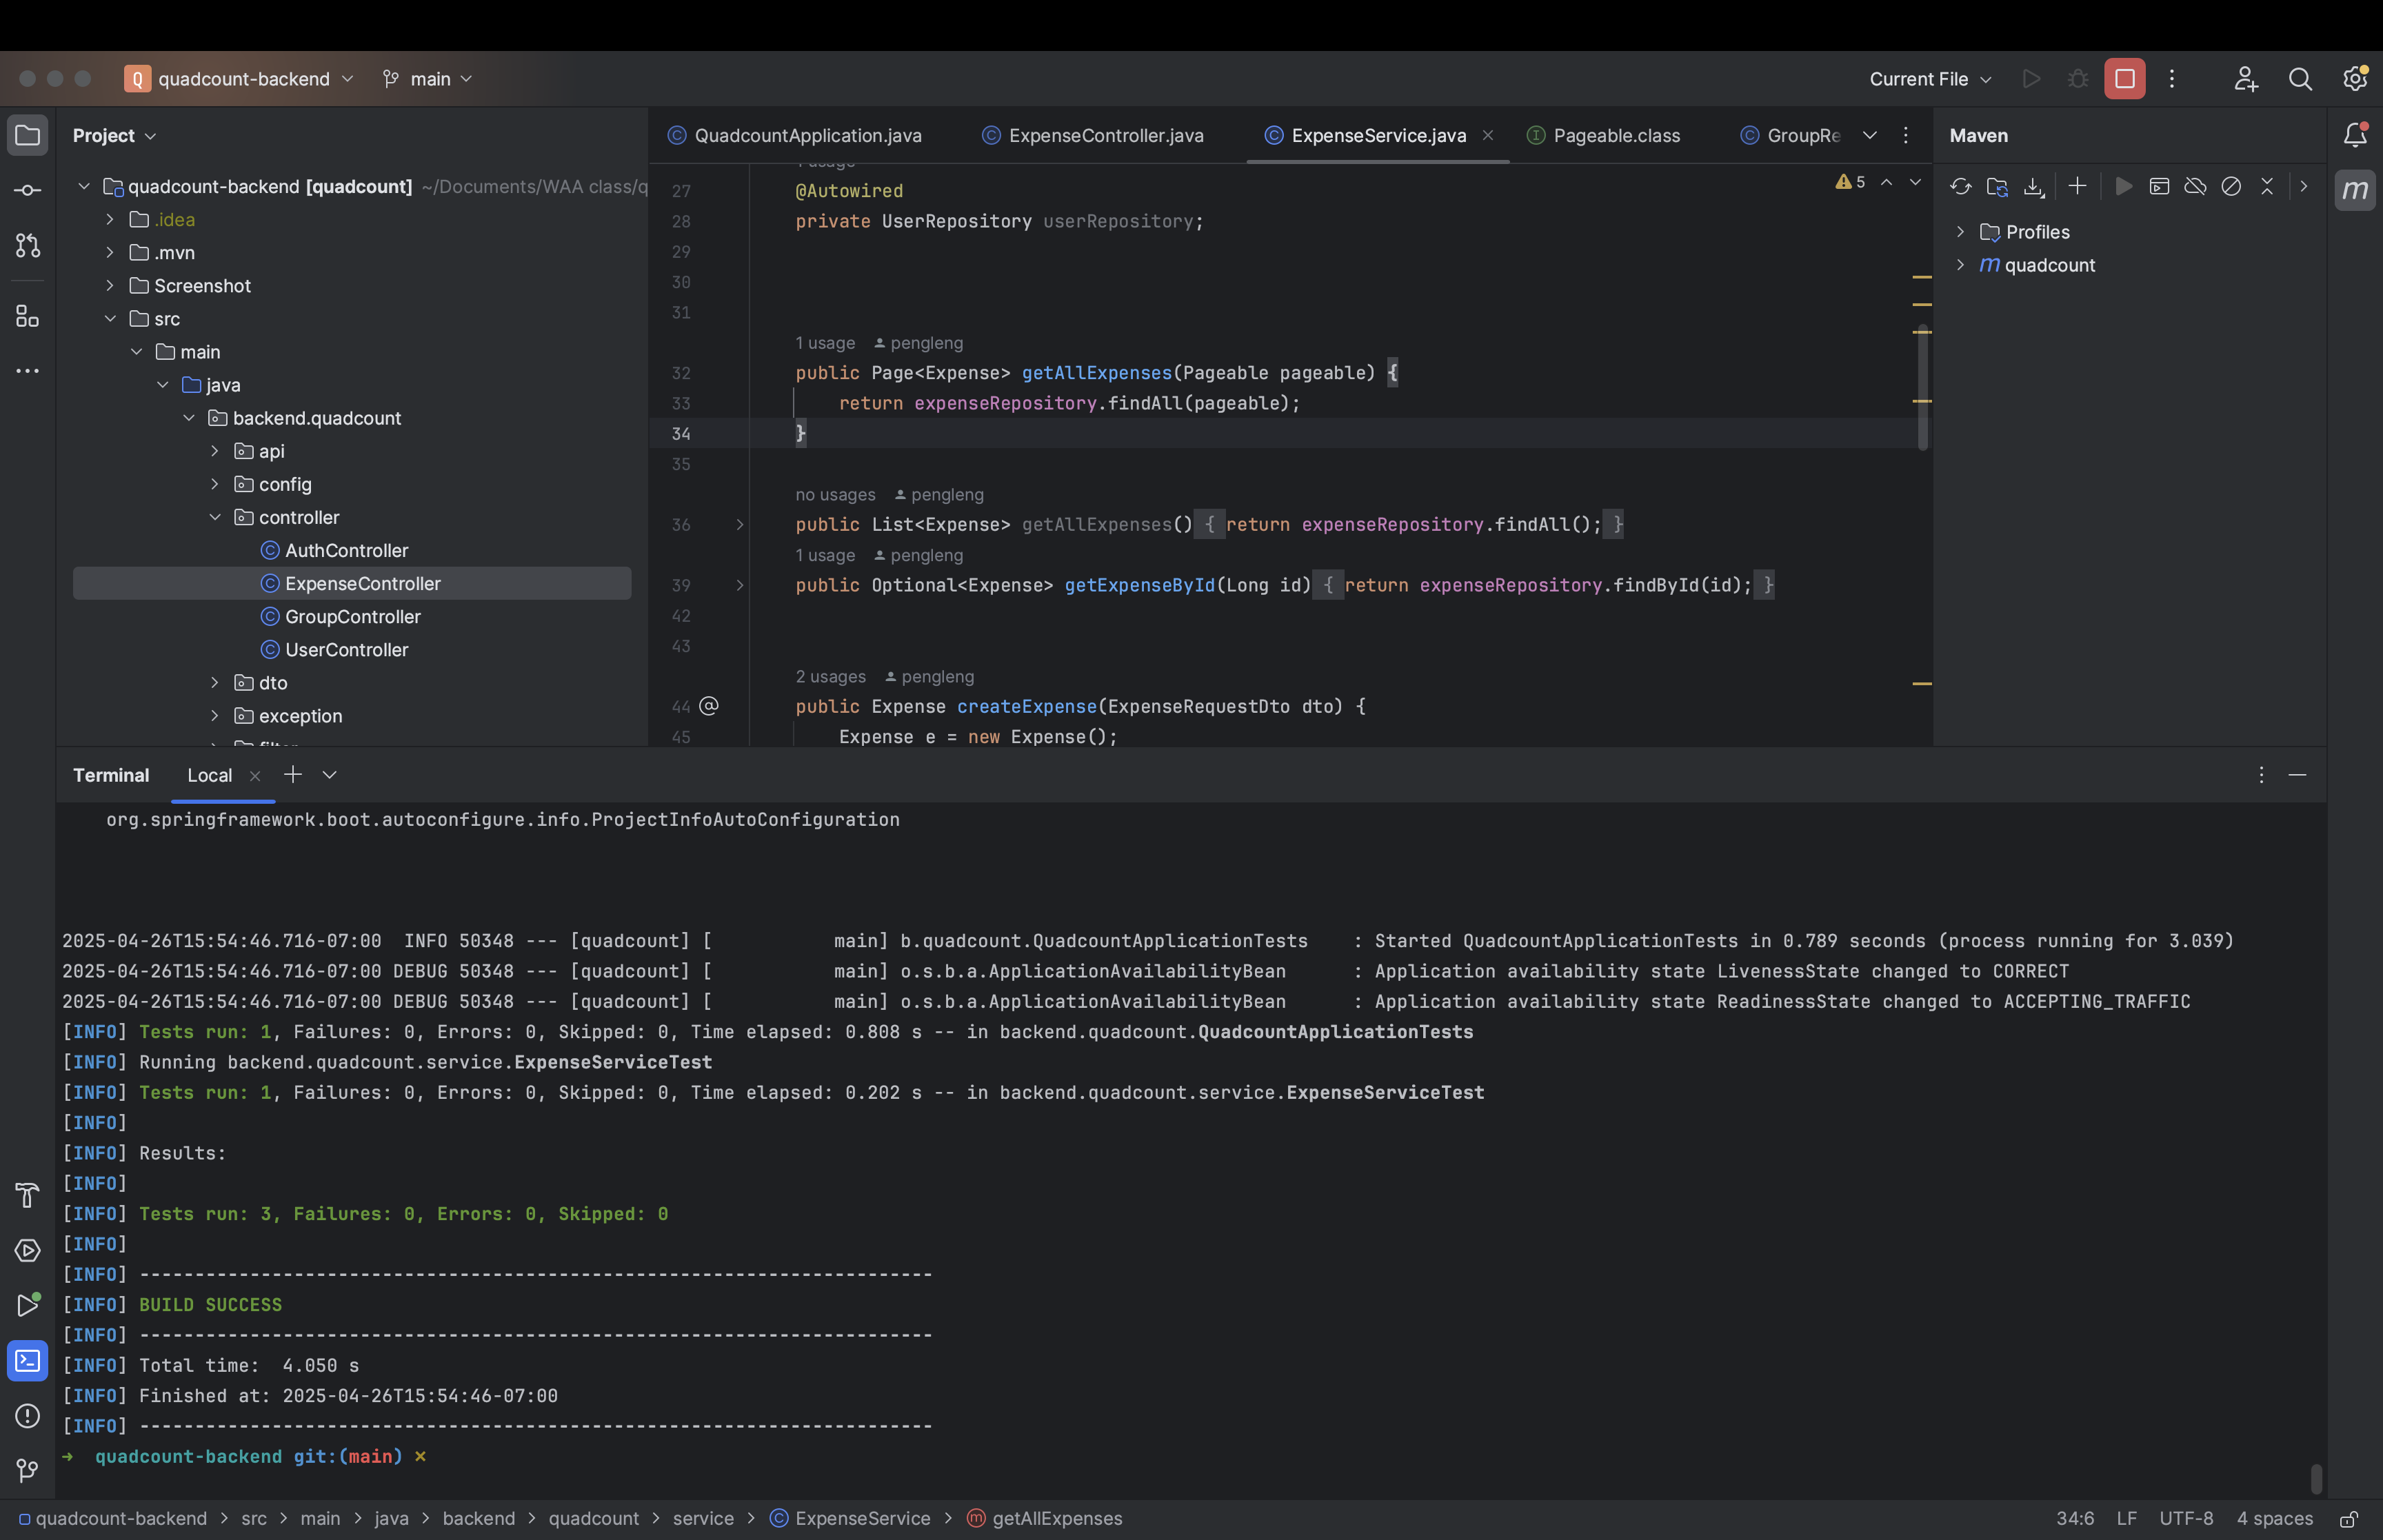 Q quadcount-backend main Current File
Project
quadcount-backend [quadcount] ~/Documents/WAA class/q
.idea
.mvn
Screenshot
src
main
java
backend.quadcount
api
config
controller
AuthController
ExpenseController
GroupController
UserController
dto
exception
QuadcountApplication.java ExpenseController.java ExpenseService.java Pageable.class GroupRe
5
27 @Autowired
28 private UserRepository userRepository;
29
30
31
1 usage pengleng
32 public Page<Expense> getAllExpenses(Pageable pageable) {
33 return expenseRepository.findAll(pageable);
34 }
35
no usages pengleng
36 public List<Expense> getAllExpenses() { return expenseRepository.findAll(); }
1 usage pengleng
39 public Optional<Expense> getExpenseById(Long id) { return expenseRepository.findById(id); }
42
43
2 usages pengleng
44 @ public Expense createExpense(ExpenseRequestDto dto) {
45 Expense e = new Expense();
Maven
Profiles
m quadcount
m
Terminal Local
org.springframework.boot.autoconfigure.info.ProjectInfoAutoConfiguration
2025-04-26T15:54:46.716-07:00  INFO 50348 --- [quadcount] [           main] b.quadcount.QuadcountApplicationTests    : Started QuadcountApplicationTests in 0.789 seconds (process running for 3.039)
2025-04-26T15:54:46.716-07:00 DEBUG 50348 --- [quadcount] [           main] o.s.b.a.ApplicationAvailabilityBean      : Application availability state LivenessState changed to CORRECT
2025-04-26T15:54:46.716-07:00 DEBUG 50348 --- [quadcount] [           main] o.s.b.a.ApplicationAvailabilityBean      : Application availability state ReadinessState changed to ACCEPTING_TRAFFIC
[INFO] Tests run: 1, Failures: 0, Errors: 0, Skipped: 0, Time elapsed: 0.808 s -- in backend.quadcount.QuadcountApplicationTests
[INFO] Running backend.quadcount.service.ExpenseServiceTest
[INFO] Tests run: 1, Failures: 0, Errors: 0, Skipped: 0, Time elapsed: 0.202 s -- in backend.quadcount.service.ExpenseServiceTest
[INFO]
[INFO] Results:
[INFO]
[INFO] Tests run: 3, Failures: 0, Errors: 0, Skipped: 0
[INFO]
[INFO] ------------------------------------------------------------------------
[INFO] BUILD SUCCESS
[INFO] ------------------------------------------------------------------------
[INFO] Total time:  4.050 s
[INFO] Finished at: 2025-04-26T15:54:46-07:00
[INFO] ------------------------------------------------------------------------
➜ quadcount-backend git:(main) ×
quadcount-backend > src > main > java > backend > quadcount > service > ExpenseService > getAllExpenses 34:6 LF UTF-8 4 spaces